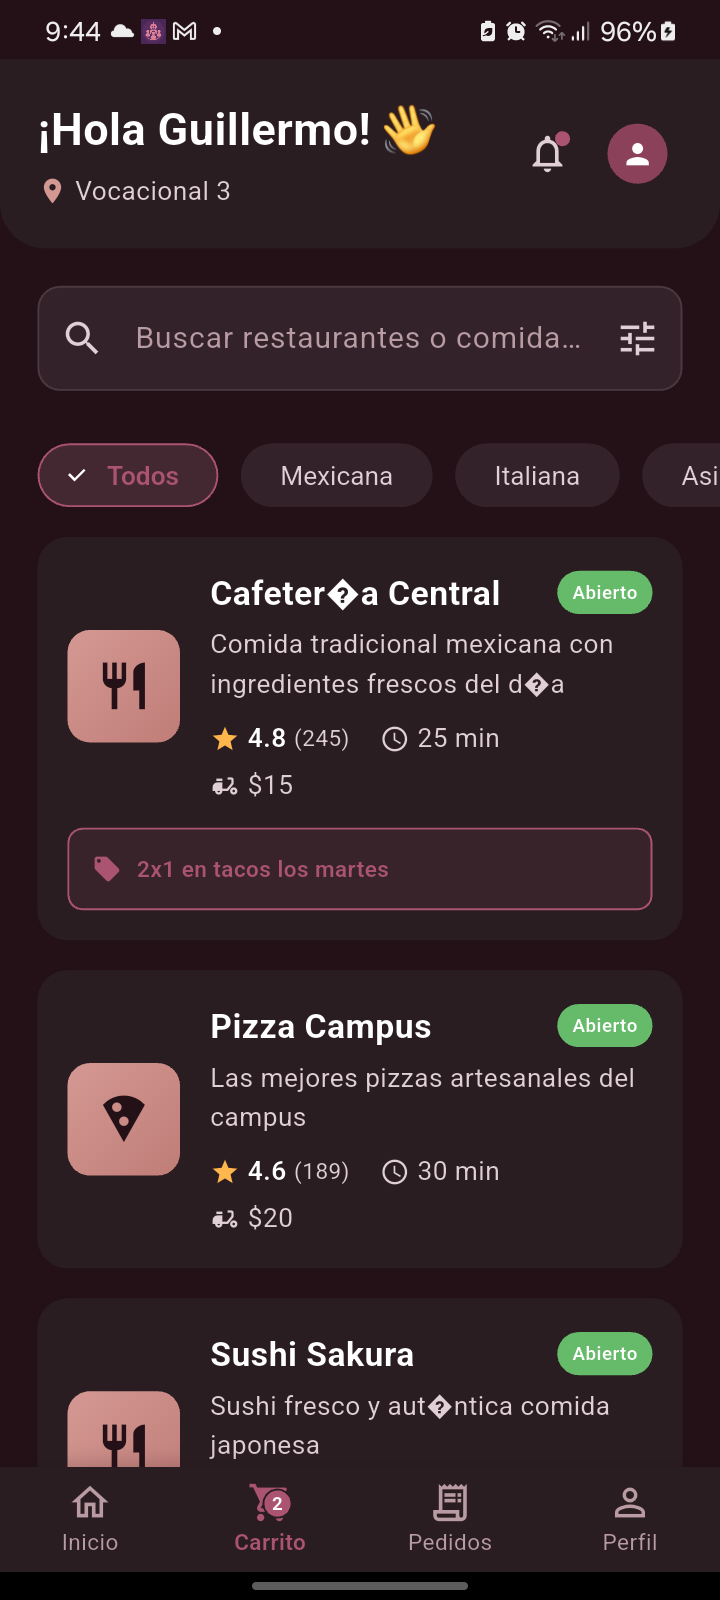 9:44
96%
¡Hola Guillermo! 👋
Vocacional 3
Buscar restaurantes o comida...
Todos
Mexicana
Italiana
Asi
Cafeter�a Central
Abierto
Comida tradicional mexicana con
ingredientes frescos del d�a
4.8 (245)
25 min
$15
2x1 en tacos los martes
Pizza Campus
Abierto
Las mejores pizzas artesanales del
campus
4.6 (189)
30 min
$20
Sushi Sakura
Abierto
Sushi fresco y aut�ntica comida
japonesa
2
Inicio
Carrito
Pedidos
Perfil